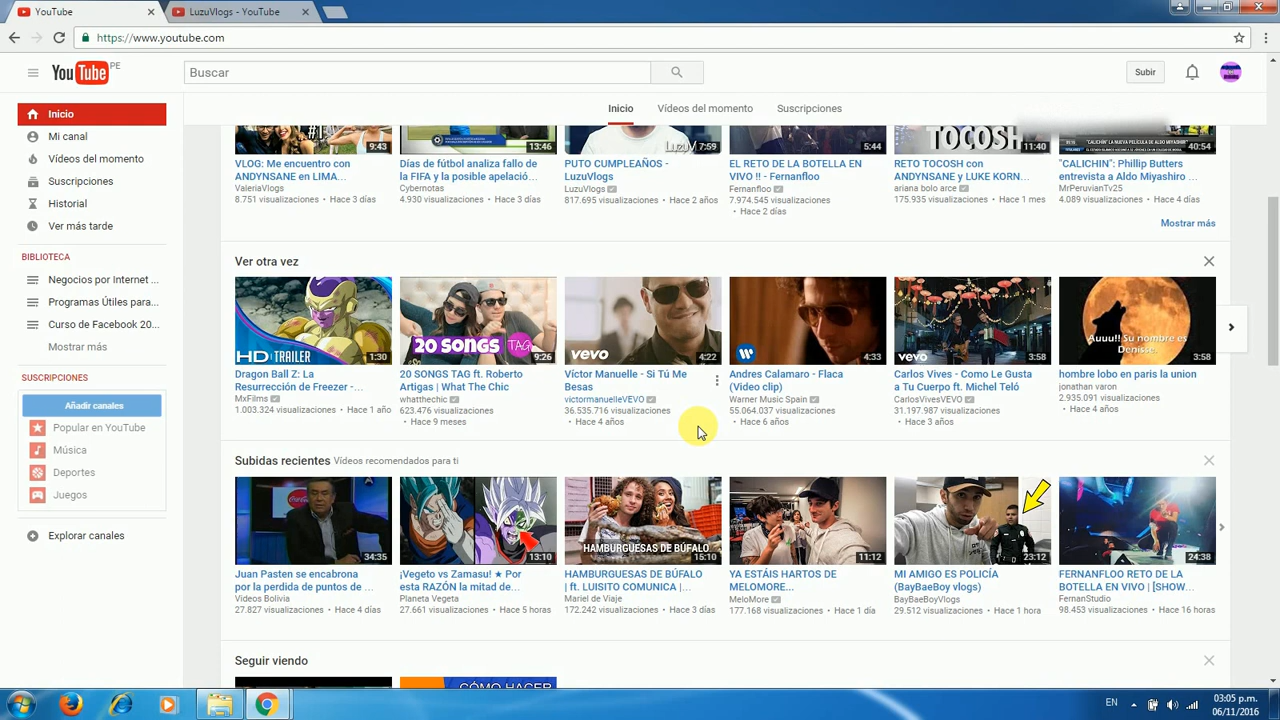 YouTube
LuzuVlogs - YouTube
https://www.youtube.com
YouTube PE
Buscar
Subir
Inicio
Vídeos del momento
Suscripciones
Inicio
Mi canal
Vídeos del momento
Suscripciones
Historial
Ver más tarde
BIBLIOTECA
Negocios por Internet ...
Programas Útiles para...
Curso de Facebook 20...
Mostrar más
SUSCRIPCIONES
Añadir canales
Popular en YouTube
Música
Deportes
Juegos
Explorar canales
9:43
VLOG: Me encuentro con
ANDYNSANE en LIMA...
ValeriaVlogs
8.751 visualizaciones • Hace 3 días
13:46
Días de fútbol analiza fallo de
la FIFA y la posible apelació...
Cybernotas
4.930 visualizaciones • Hace 3 días
7:59
PUTO CUMPLEAÑOS -
LuzuVlogs
LuzuVlogs
817.695 visualizaciones • Hace 2 años
5:44
EL RETO DE LA BOTELLA EN
VIVO !! - Fernanfloo
Fernanfloo
7.974.545 visualizaciones
• Hace 2 días
TOCOSH
11:40
RETO TOCOSH con
ANDYNSANE y LUKE KORN...
ariana bolo arce
175.935 visualizaciones • Hace 1 mes
40:54
"CALICHIN": Phillip Butters
entrevista a Aldo Miyashiro ...
MrPeruvianTv25
4.089 visualizaciones • Hace 4 días
Mostrar más
Ver otra vez
HD TRAILER
1:30
Dragon Ball Z: La
Resurrección de Freezer -...
MxFilms
1.003.324 visualizaciones • Hace 1 año
20 SONGS TAG
9:26
20 SONGS TAG ft. Roberto
Artigas | What The Chic
whatthechic
623.476 visualizaciones
• Hace 9 meses
vevo
4:22
Víctor Manuelle - Si Tú Me
Besas
victormanuelleVEVO
36.535.716 visualizaciones
• Hace 4 años
4:33
Andres Calamaro - Flaca
(Video clip)
Warner Music Spain
55.064.037 visualizaciones
• Hace 6 años
vevo
3:58
Carlos Vives - Como Le Gusta
a Tu Cuerpo ft. Michel Teló
CarlosVivesVEVO
31.197.987 visualizaciones
• Hace 3 años
Auuu!! Su nombre es
Denisse.
3:58
hombre lobo en paris la union
jonathan varon
2.935.091 visualizaciones
• Hace 4 años
Subidas recientes Vídeos recomendados para ti
34:35
Juan Pasten se encabrona
por la perdida de puntos de ...
Videos Bolivia
27.827 visualizaciones • Hace 4 días
13:10
¡Vegeto vs Zamasu! ★ Por
esta RAZÓN la mitad de...
Planeta Vegeta
27.661 visualizaciones • Hace 5 horas
HAMBURGUESAS DE BÚFALO
15:10
HAMBURGUESAS DE BÚFALO
| ft. LUISITO COMUNICA |...
Mariel de Viaje
172.242 visualizaciones • Hace 3 días
11:12
YA ESTÁIS HARTOS DE
MELOMORE...
MeloMore
177.168 visualizaciones • Hace 1 día
23:12
MI AMIGO ES POLICÍA
(BayBaeBoy vlogs)
BayBaeBoyVlogs
29.512 visualizaciones • Hace 1 hora
24:38
FERNANFLOO RETO DE LA
BOTELLA EN VIVO | [SHOW...
FernanStudio
98.453 visualizaciones • Hace 16 horas
Seguir viendo
CÓMO HACER
EN
03:05 p.m.
06/11/2016